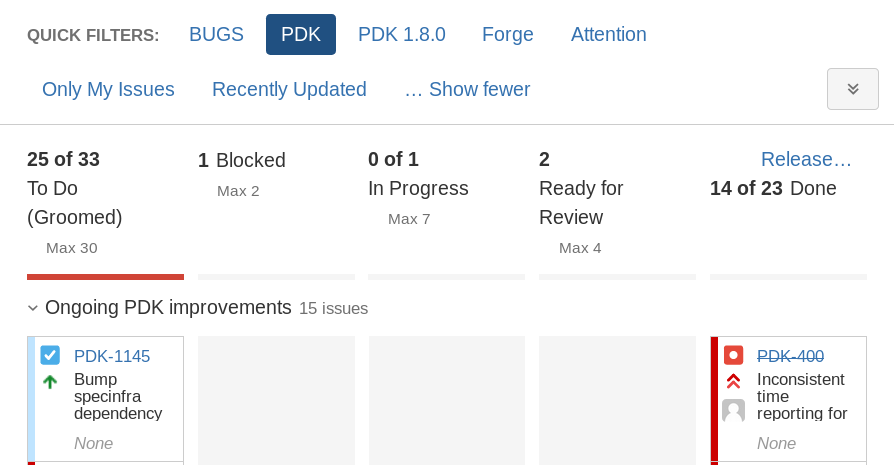 QUICK FILTERS: BUGS PDK PDK 1.8.0 Forge Attention
Only My Issues Recently Updated … Show fewer
25 of 33
To Do
(Groomed)
Max 30
1 Blocked
Max 2
0 of 1
In Progress
Max 7
2
Ready for
Review
Max 4
Release…
14 of 23 Done
Ongoing PDK improvements 15 issues
PDK-1145
Bump
specinfra
dependency
None
PDK-400
Inconsistent
time
reporting for
None